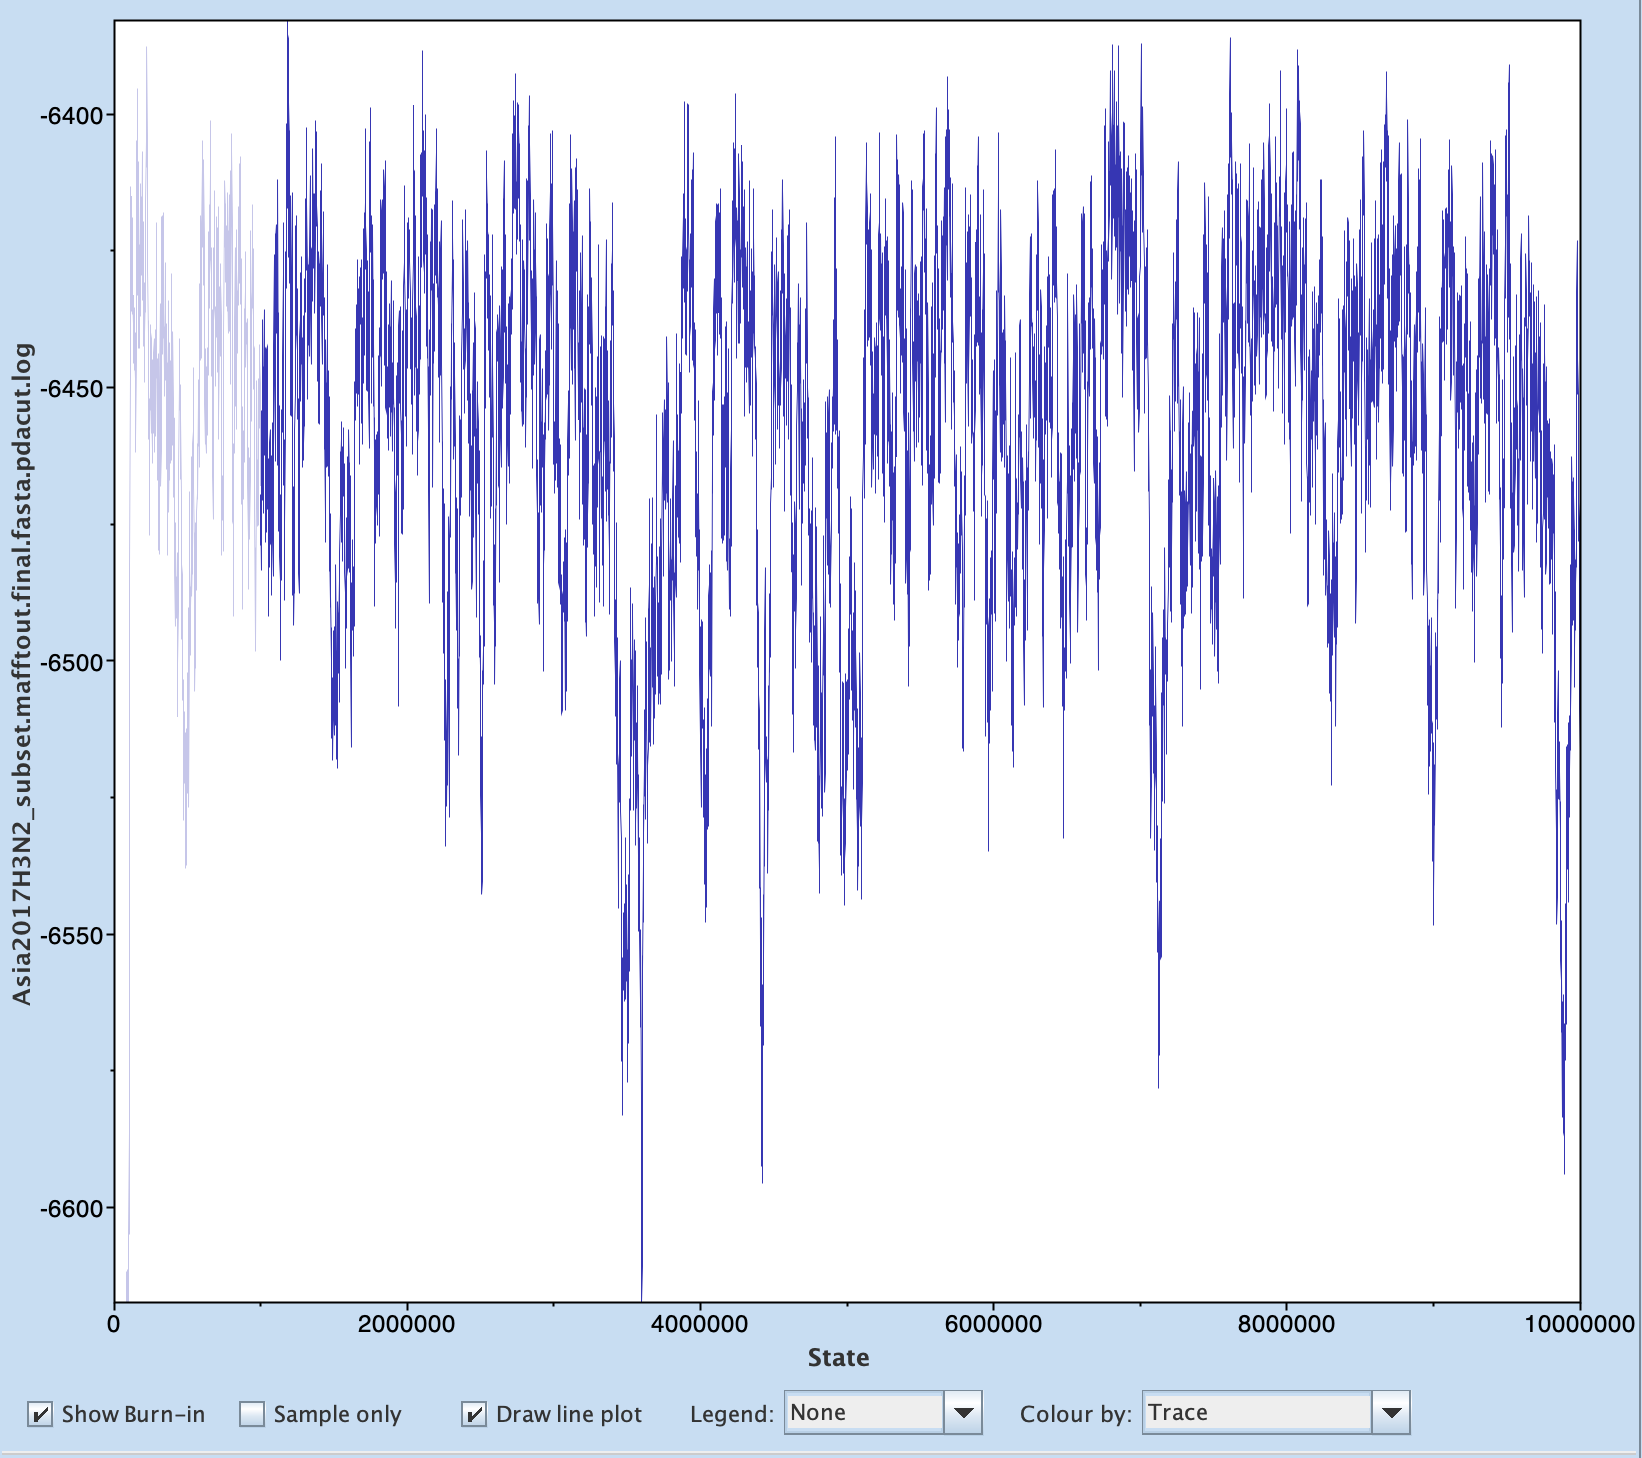 Asia2017H3N2_subset.mafftout.final.fasta.pdacut.log
-6400
-6450
-6500
-6550
-6600
0 2000000 4000000 6000000 8000000 10000000
State
Show Burn-in Sample only Draw line plot Legend: None Colour by: Trace